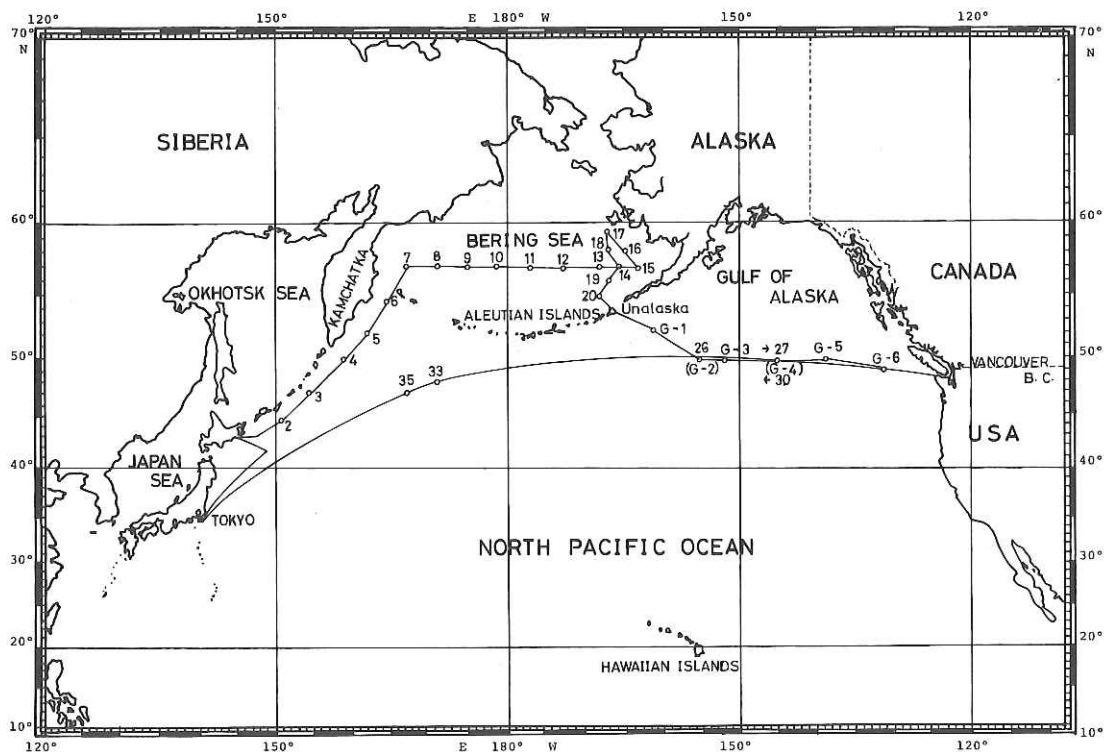 120° 150° E 180° W 150° 120°
70° N 70° N
SIBERIA ALASKA
60° 60°
BERING SEA
17
18 16
7 8 9 10 11 12 13 14 15
19
20
CANADA
KAMCHATKA
OKHOTSK SEA
GULF OF ALASKA
6
ALEUTIAN ISLANDS Unalaska
5 G-1
50° 4 26 G-3 → 27 G-5 50°
(G-2) (G-4) G-6
← 30
VANCOUVER B.C.
35 33
3
2
USA
JAPAN SEA
40° 40°
TOKYO
NORTH PACIFIC OCEAN
30° 30°
20° 20°
HAWAIIAN ISLANDS
10° 10°
120° 150° E 180° W 150° 120°